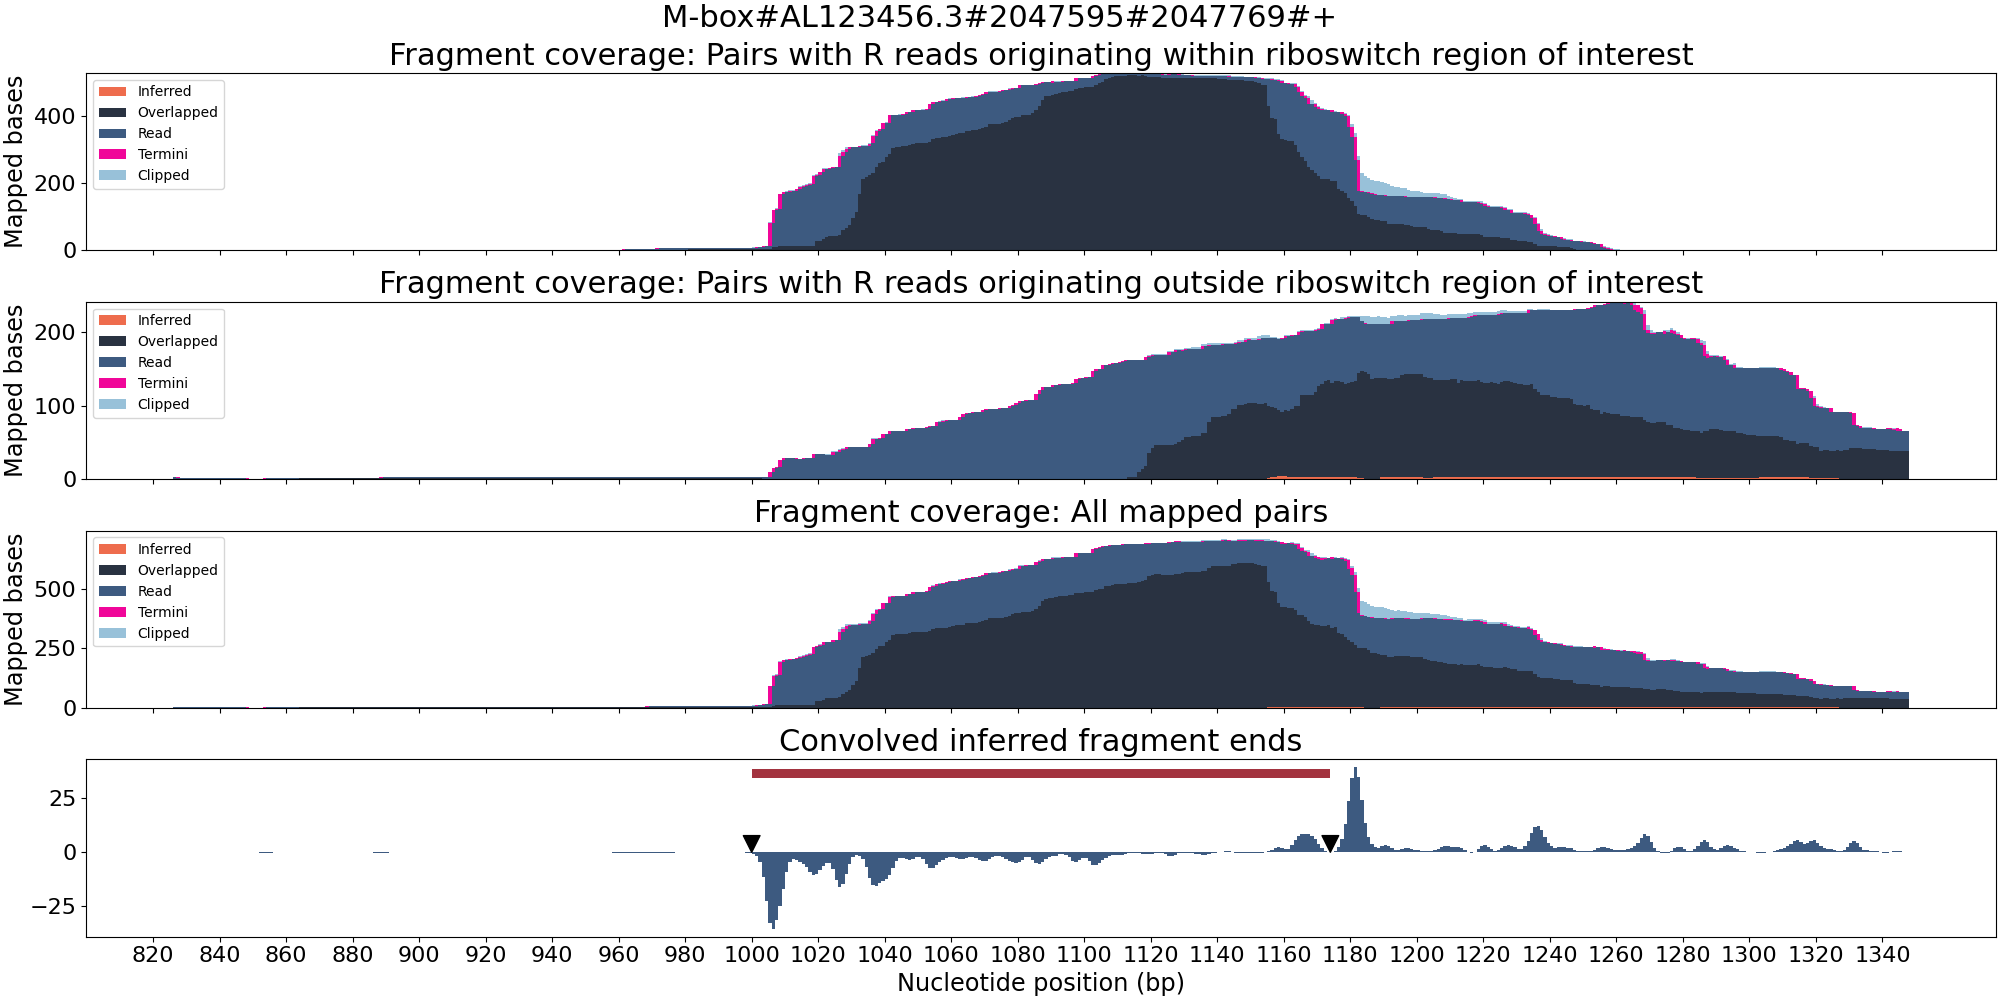 M-box#AL123456.3#2047595#2047769#+
Fragment coverage: Pairs with R reads originating within riboswitch region of interest
Mapped bases
400
200
0
Inferred
Overlapped
Read
Termini
Clipped
Fragment coverage: Pairs with R reads originating outside riboswitch region of interest
Mapped bases
200
100
0
Inferred
Overlapped
Read
Termini
Clipped
Fragment coverage: All mapped pairs
Mapped bases
500
250
0
Inferred
Overlapped
Read
Termini
Clipped
Convolved inferred fragment ends
25
0
−25
820 840 860 880 900 920 940 960 980 1000 1020 1040 1060 1080 1100 1120 1140 1160 1180 1200 1220 1240 1260 1280 1300 1320 1340
Nucleotide position (bp)